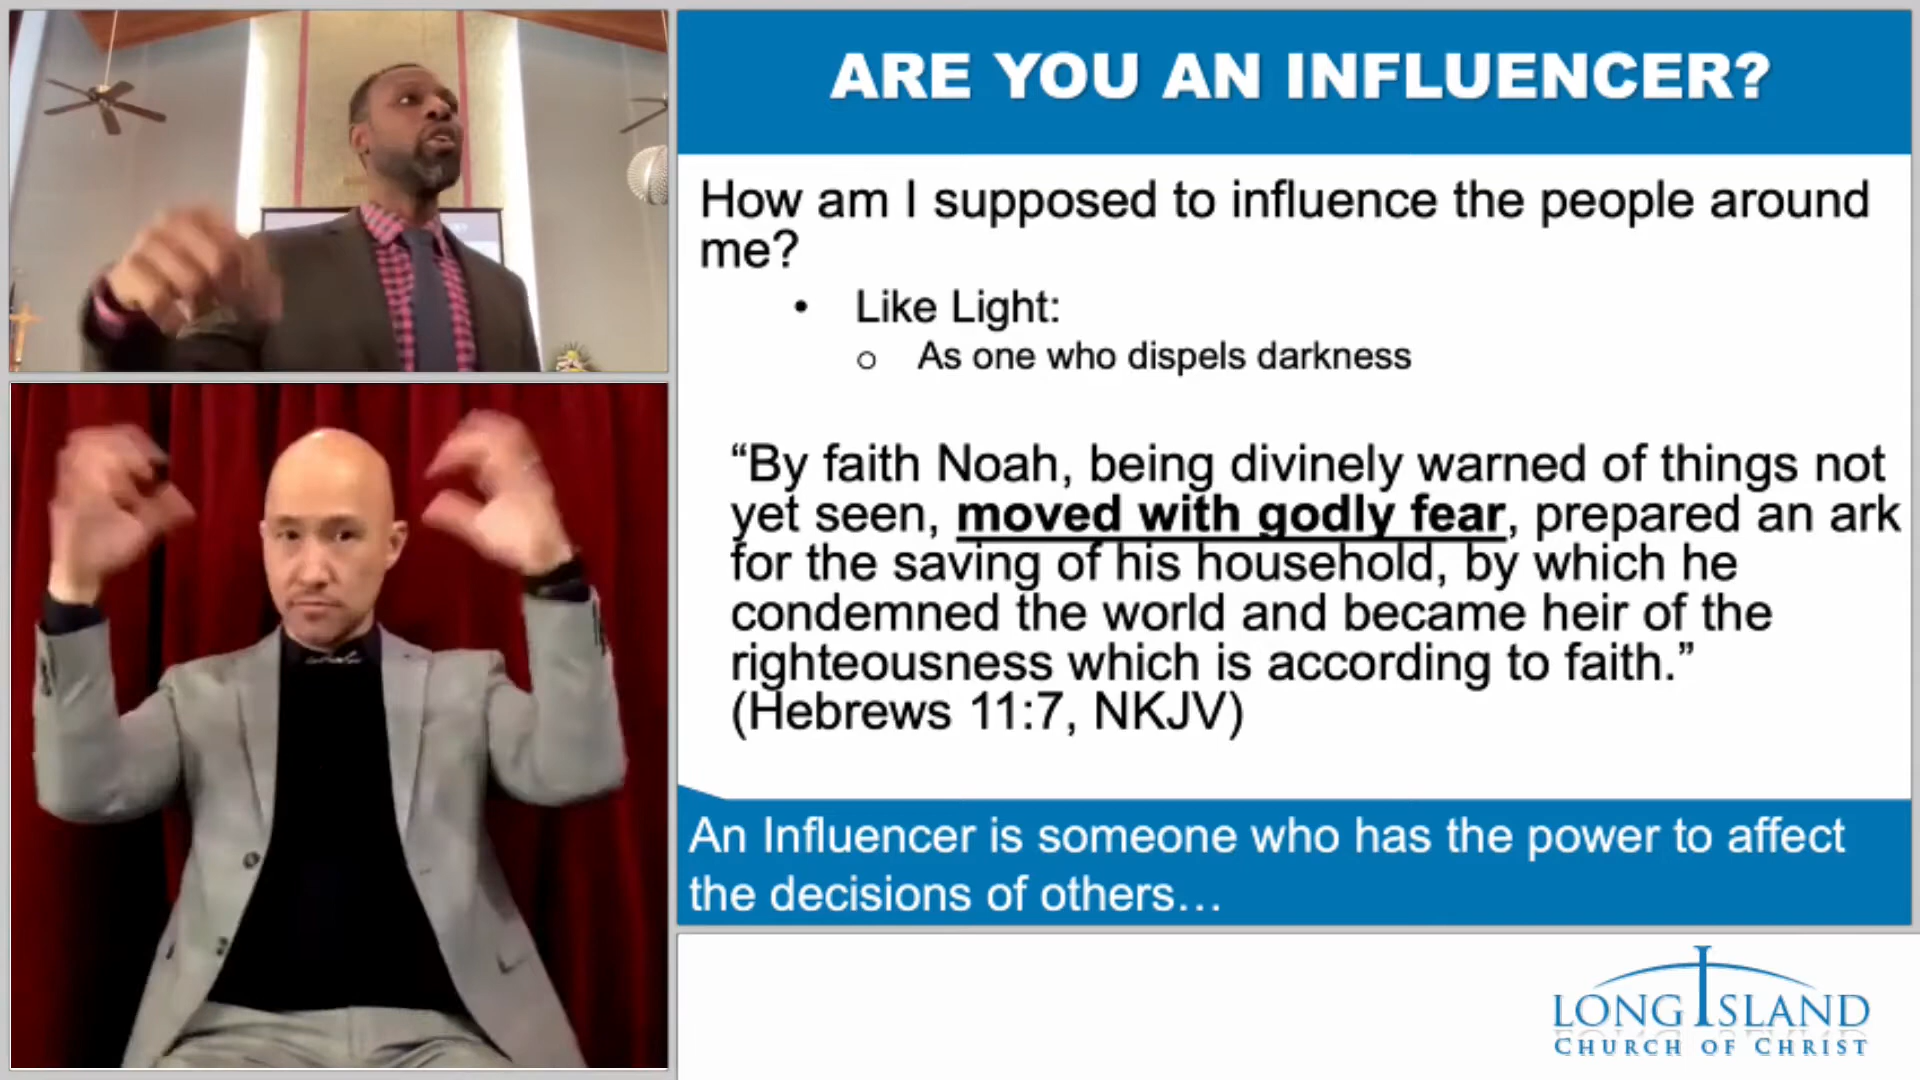 ARE YOU AN INFLUENCER?
How am I supposed to influence the people around
me?
• Like Light:
o As one who dispels darkness
“By faith Noah, being divinely warned of things not
yet seen, moved with godly fear, prepared an ark
for the saving of his household, by which he
condemned the world and became heir of the
righteousness which is according to faith.”
(Hebrews 11:7, NKJV)
An Influencer is someone who has the power to affect
the decisions of others…
LONG ISLAND
CHURCH OF CHRIST